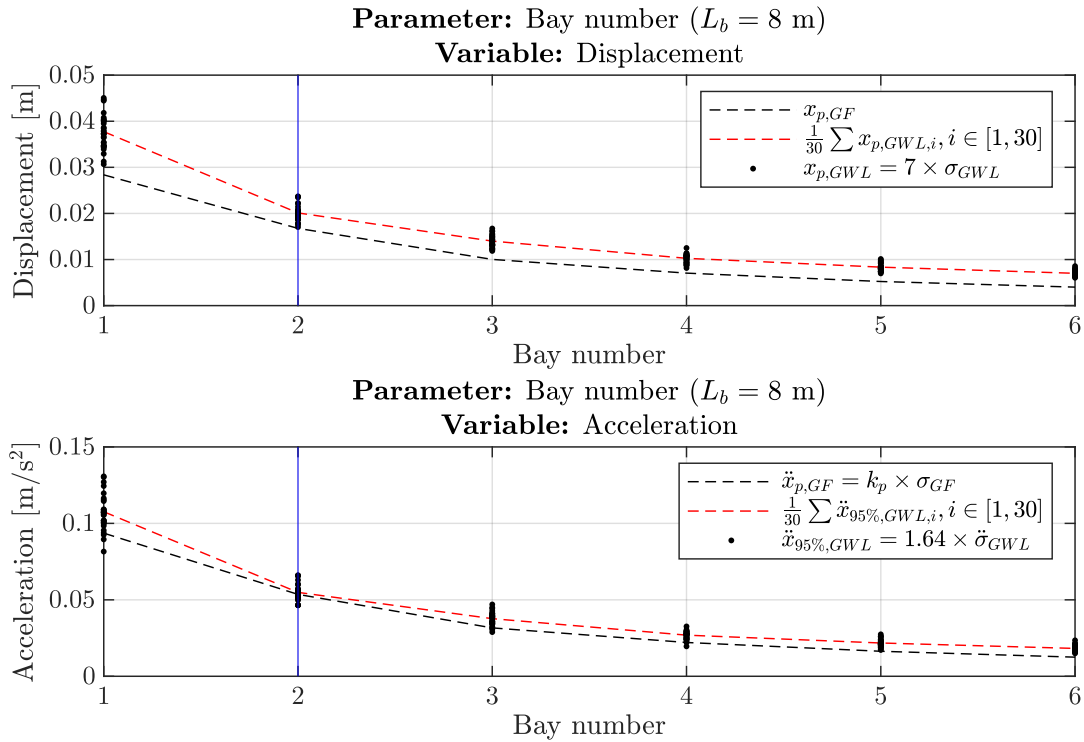 Parameter: Bay number (L_b = 8 m)
Variable: Displacement
0.05
0.04
0.03
0.02
0.01
0
Displacement [m]
x_{p,GF}
\frac{1}{30} ∑ x_{p,GWL,i}, i ∈ [1, 30]
x_{p,GWL} = 7 × σ_{GWL}
1 2 3 4 5 6
Bay number
Parameter: Bay number (L_b = 8 m)
Variable: Acceleration
0.15
0.1
0.05
0
Acceleration [m/s²]
ẍ_{p,GF} = k_p × σ_{GF}
\frac{1}{30} ∑ ẍ_{95%,GWL,i}, i ∈ [1, 30]
ẍ_{95%,GWL} = 1.64 × σ̈_{GWL}
1 2 3 4 5 6
Bay number